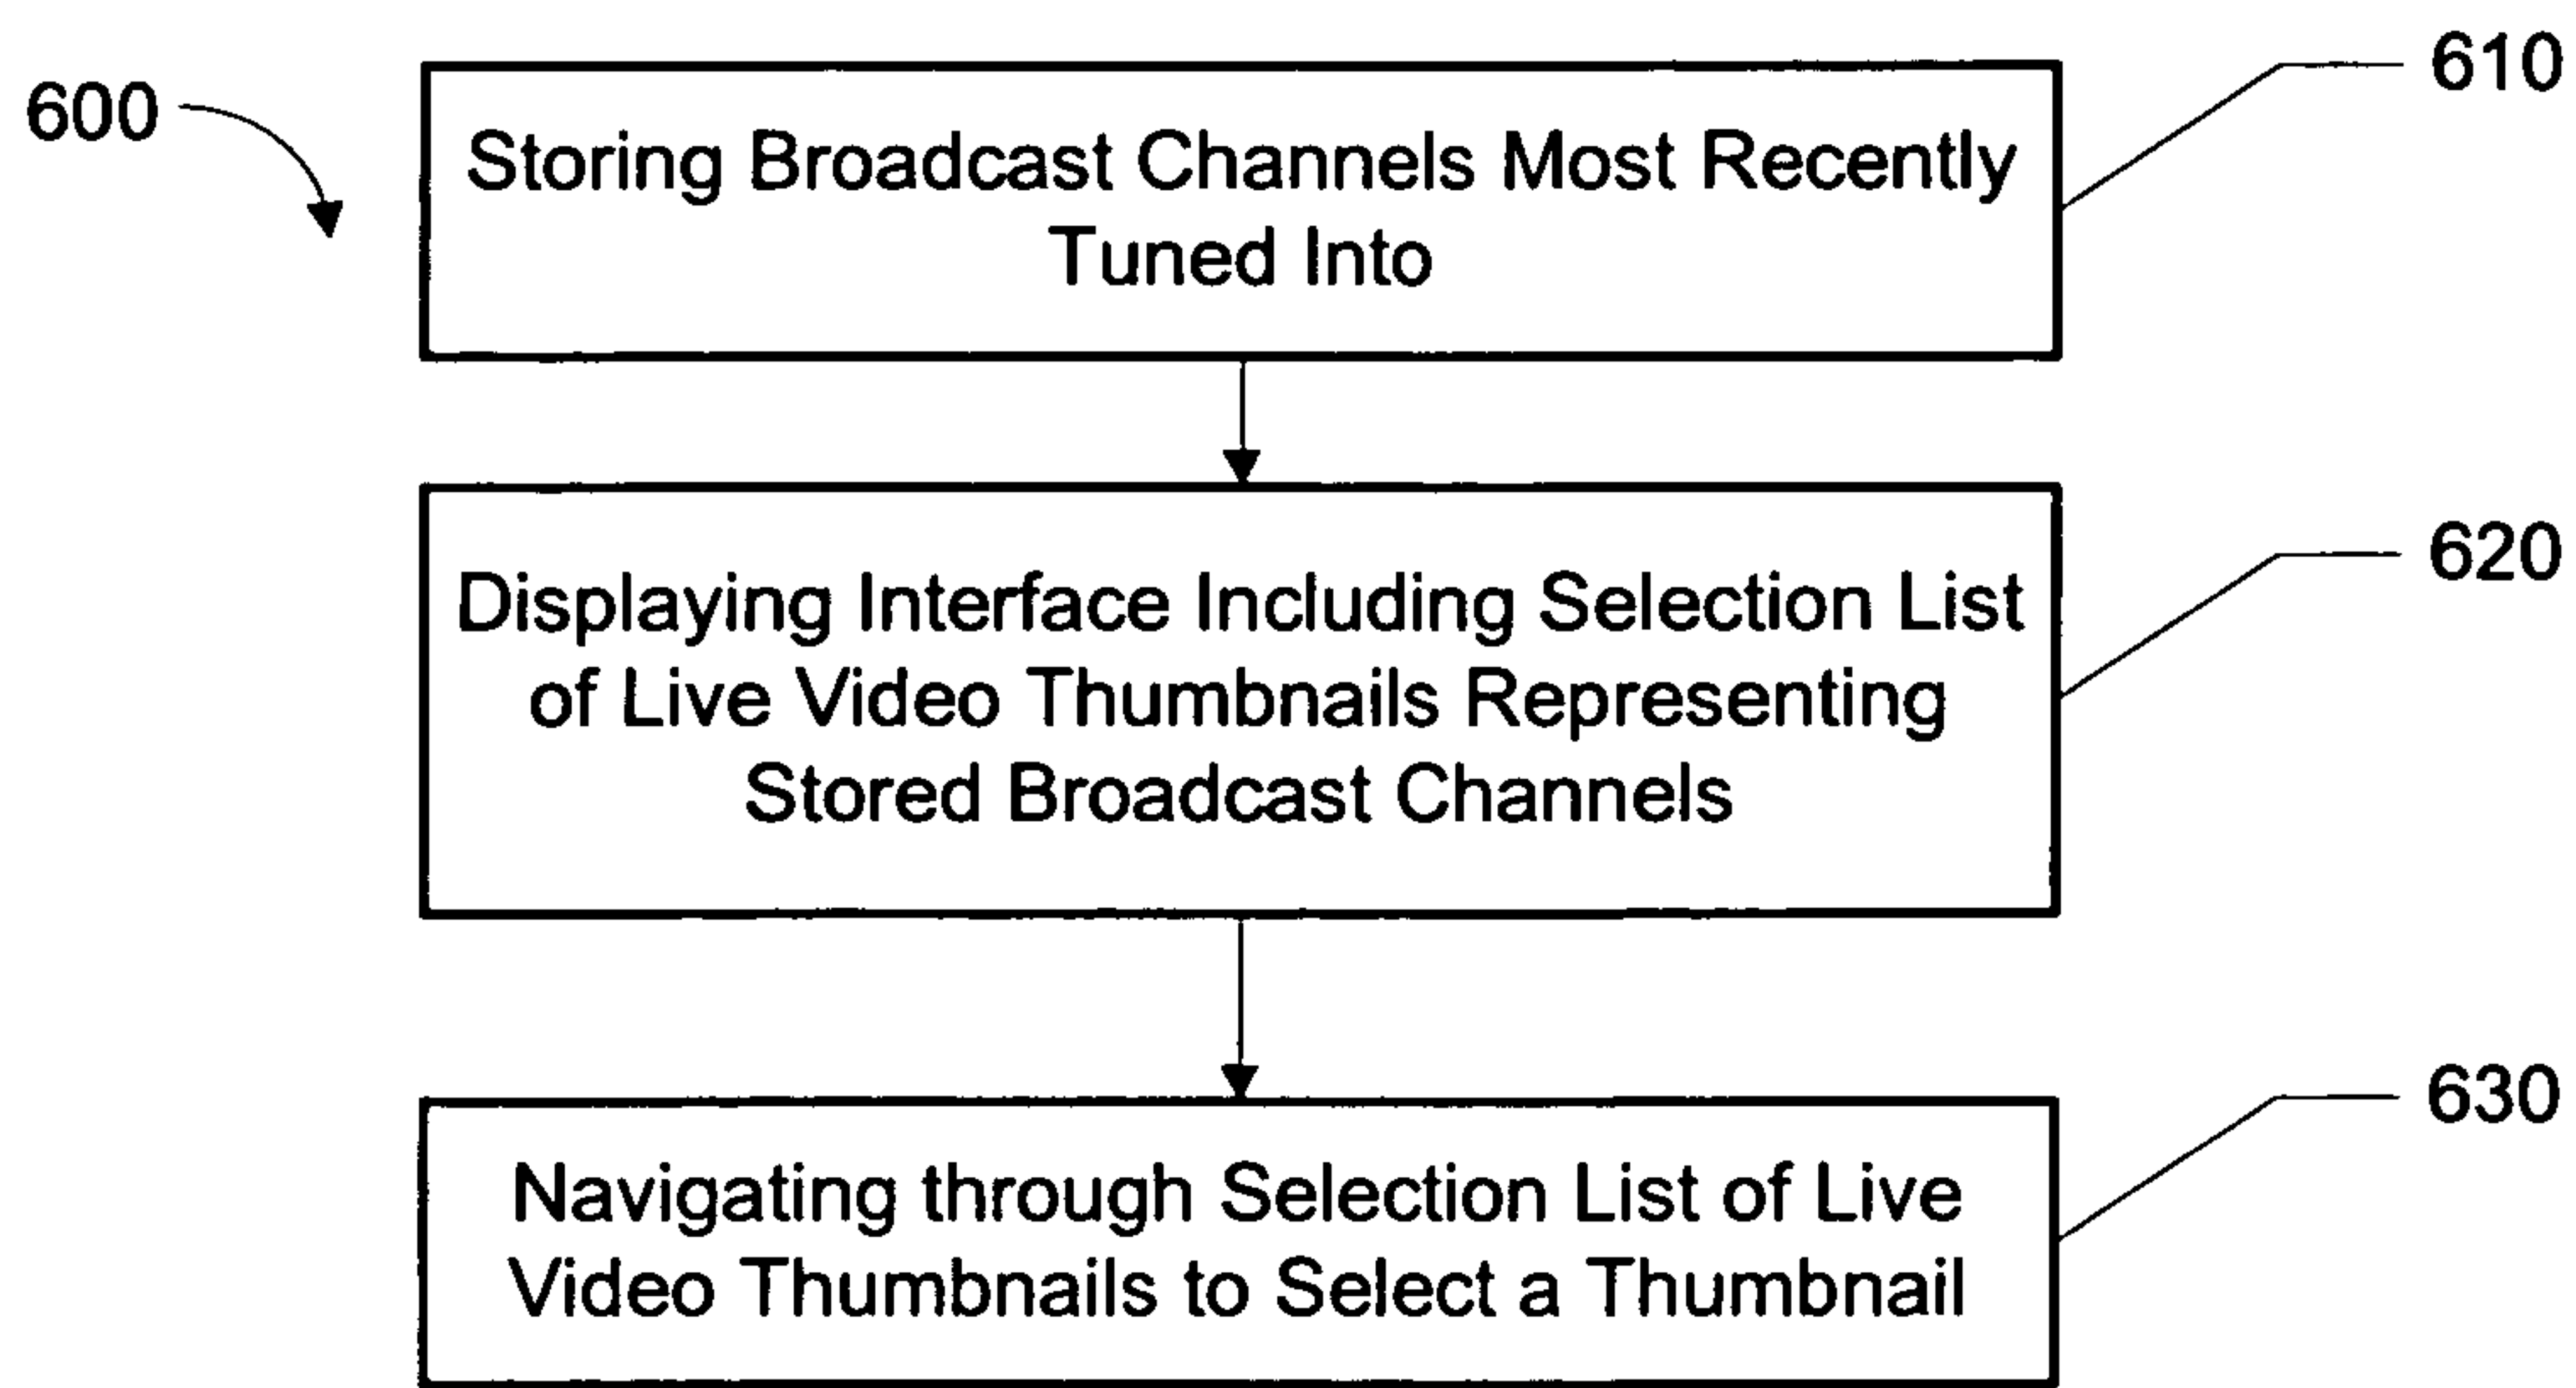 600
610
Storing Broadcast Channels Most Recently
Tuned Into
620
Displaying Interface Including Selection List
of Live Video Thumbnails Representing
Stored Broadcast Channels
630
Navigating through Selection List of Live
Video Thumbnails to Select a Thumbnail